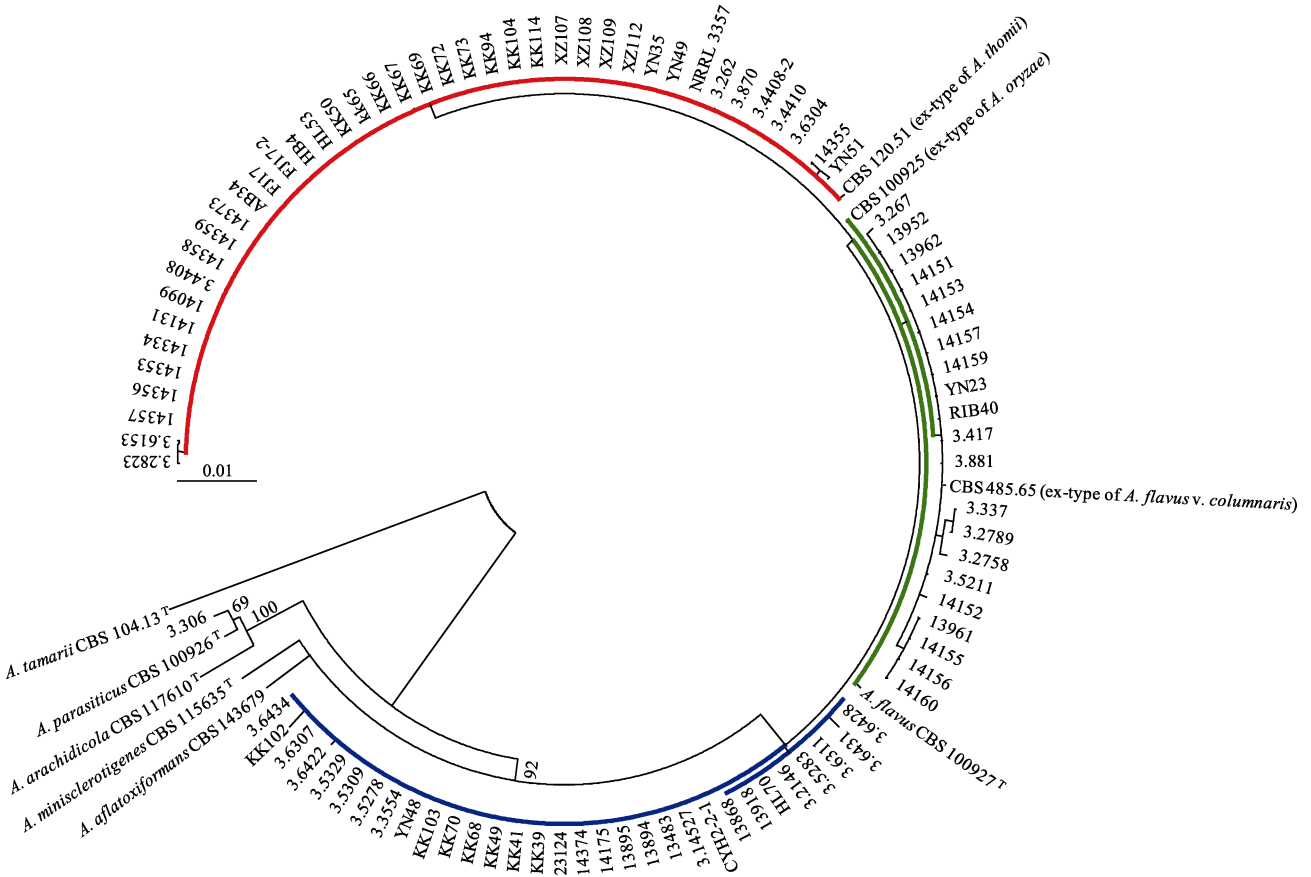 3.2823
3.6153
14357
14356
14353
14334
14131
14099
3.4408
14358
14359
14373
AB34
FJ17
FJ17-2
HB4
HL53
KK50
kk65
KK66
KK67
KK69
KK72
KK73
KK94
KK104
KK114
XZ107
XZ108
XZ109
XZ112
YN35
YN49
NRRL 3357
3.262
3.870
3.4408-2
3.4410
3.6304
114355
YN51
CBS 120.51 (ex-type of A. thomii)
CBS 100925 (ex-type of A. oryzae)
3.267
13952
13962
14151
14153
14154
14157
14159
YN23
RIB40
3.417
3.881
CBS 485.65 (ex-type of A. flavus v. columnaris)
3.337
3.2789
3.2758
3.5211
14152
13961
14155
14156
14160
A. flavus CBS 100927 T
3.6428
3.6431
3.6311
3.5283
3.2146
HL70
13918
13868
CYH2-2-1
3.14527
13483
13894
13895
14175
14374
23124
KK39
KK41
KK49
KK68
KK70
KK103
YN48
3.3554
3.5278
3.5309
3.5329
3.6422
3.6307
KK102
3.6434
A. aflatoxiformans CBS 143679
A. minisclerotigenes CBS 115635 T
A. arachidicola CBS 117610 T
A. parasiticus CBS 100926 T
3.306
A. tamarii CBS 104.13 T
69
100
92
0.01